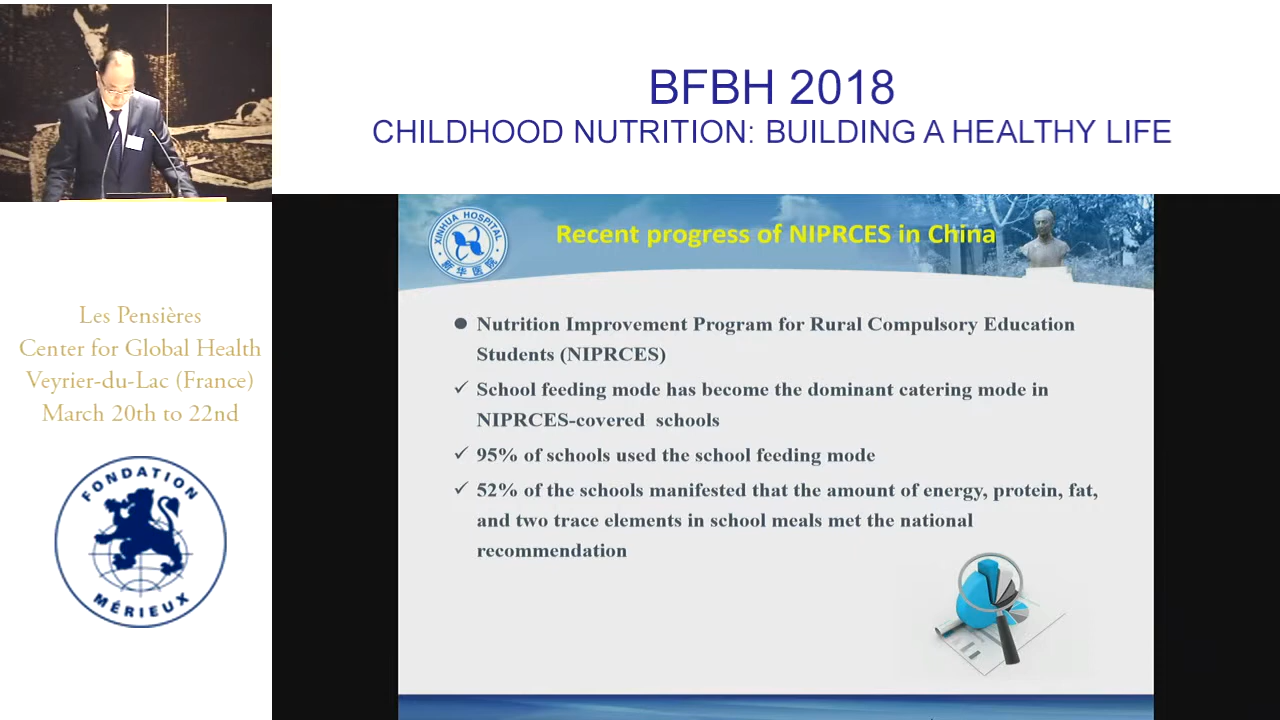 BFBH 2018
CHILDHOOD NUTRITION: BUILDING A HEALTHY LIFE
Les Pensières
Center for Global Health
Veyrier-du-Lac (France)
March 20th to 22nd
FONDATION
MÉRIEUX
XINHUA HOSPITAL
新华医院
Recent progress of NIPRCES in China
● Nutrition Improvement Program for Rural Compulsory Education
Students (NIPRCES)
✓ School feeding mode has become the dominant catering mode in
NIPRCES-covered schools
✓ 95% of schools used the school feeding mode
✓ 52% of the schools manifested that the amount of energy, protein, fat,
and two trace elements in school meals met the national
recommendation